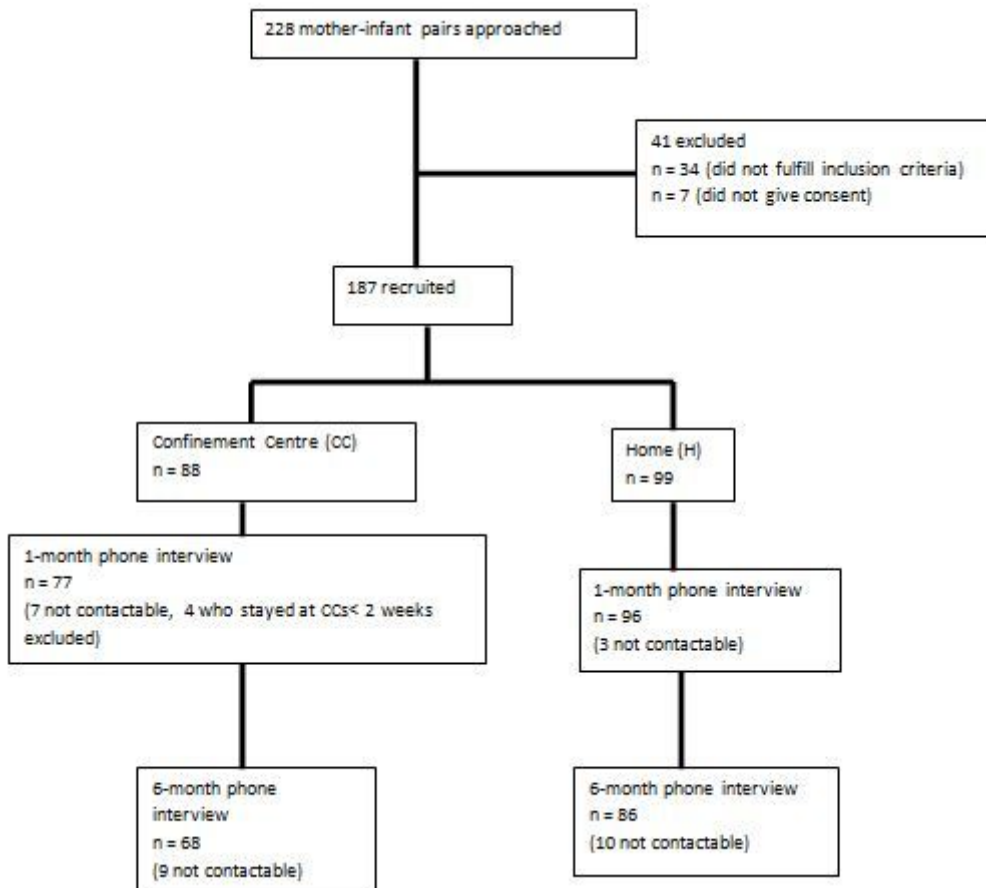 228 mother-infant pairs approached
41 excluded
n = 34 (did not fulfill inclusion criteria)
n = 7 (did not give consent)
187 recruited
Confinement Centre (CC)
n = 88
Home (H)
n = 99
1-month phone interview
n = 77
(7 not contactable, 4 who stayed at CCs< 2 weeks
excluded)
1-month phone interview
n = 96
(3 not contactable)
6-month phone
interview
n = 68
(9 not contactable)
6-month phone interview
n = 86
(10 not contactable)